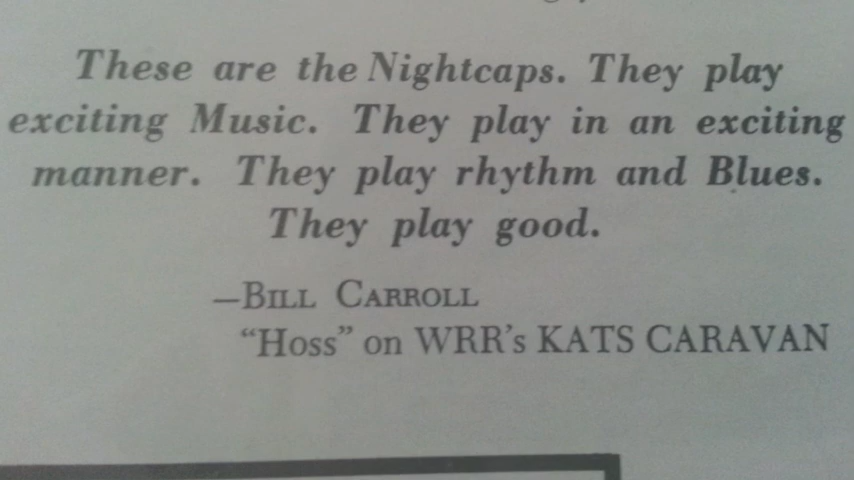 These are the Nightcaps. They play
exciting Music. They play in an exciting
manner. They play rhythm and Blues.
They play good.
—BILL CARROLL
"Hoss" on WRR's KATS CARAVAN